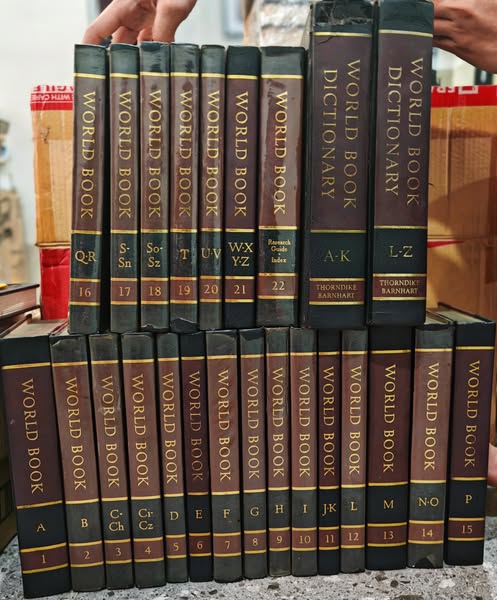 WORLD BOOK
Q-R
16
WORLD BOOK
S-
Sn
17
WORLD BOOK
So-
Sz
18
WORLD BOOK
T
19
WORLD BOOK
U-V
20
WORLD BOOK
W-X
Y-Z
21
WORLD BOOK
Research
Guide
Index
22
WORLD BOOK
DICTIONARY
A-K
THORNDIKE
BARNHART
WORLD BOOK
DICTIONARY
L-Z
THORNDIKE
BARNHART
WITH CARE
WORLD BOOK
A
1
WORLD BOOK
B
2
WORLD BOOK
C-
Ch
3
WORLD BOOK
Ci-
Cz
4
WORLD BOOK
D
5
WORLD BOOK
E
6
WORLD BOOK
F
7
WORLD BOOK
G
8
WORLD BOOK
H
9
WORLD BOOK
I
10
WORLD BOOK
J-K
11
WORLD BOOK
L
12
WORLD BOOK
M
13
WORLD BOOK
N-O
14
WORLD BOOK
P
15